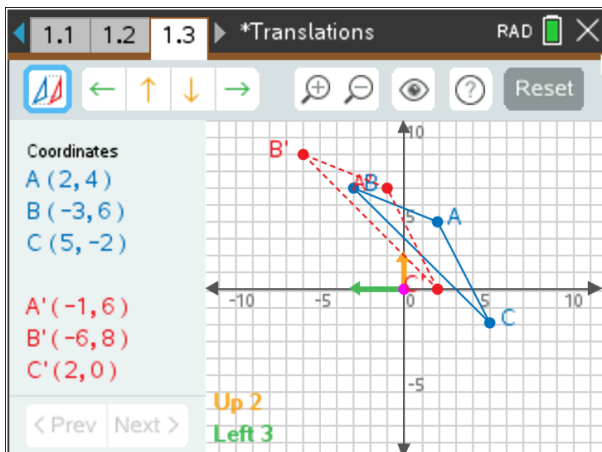 1.1 1.2 1.3 *Translations RAD
? Reset
Coordinates
A (2,4)
B (-3,6)
C (5,-2)
A'(-1,6)
B'(-6,8)
C'(2,0)
< Prev Next >
10
B'
A' B
5
A
C'
-10 -5 0 5 10
C
-5
Up 2
Left 3